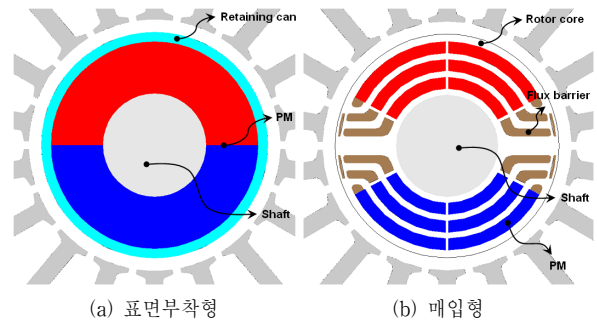 Retaining can
PM
Shaft
(a) 표면부착형
Rotor core
Flux barrier
Shaft
PM
(b) 매입형